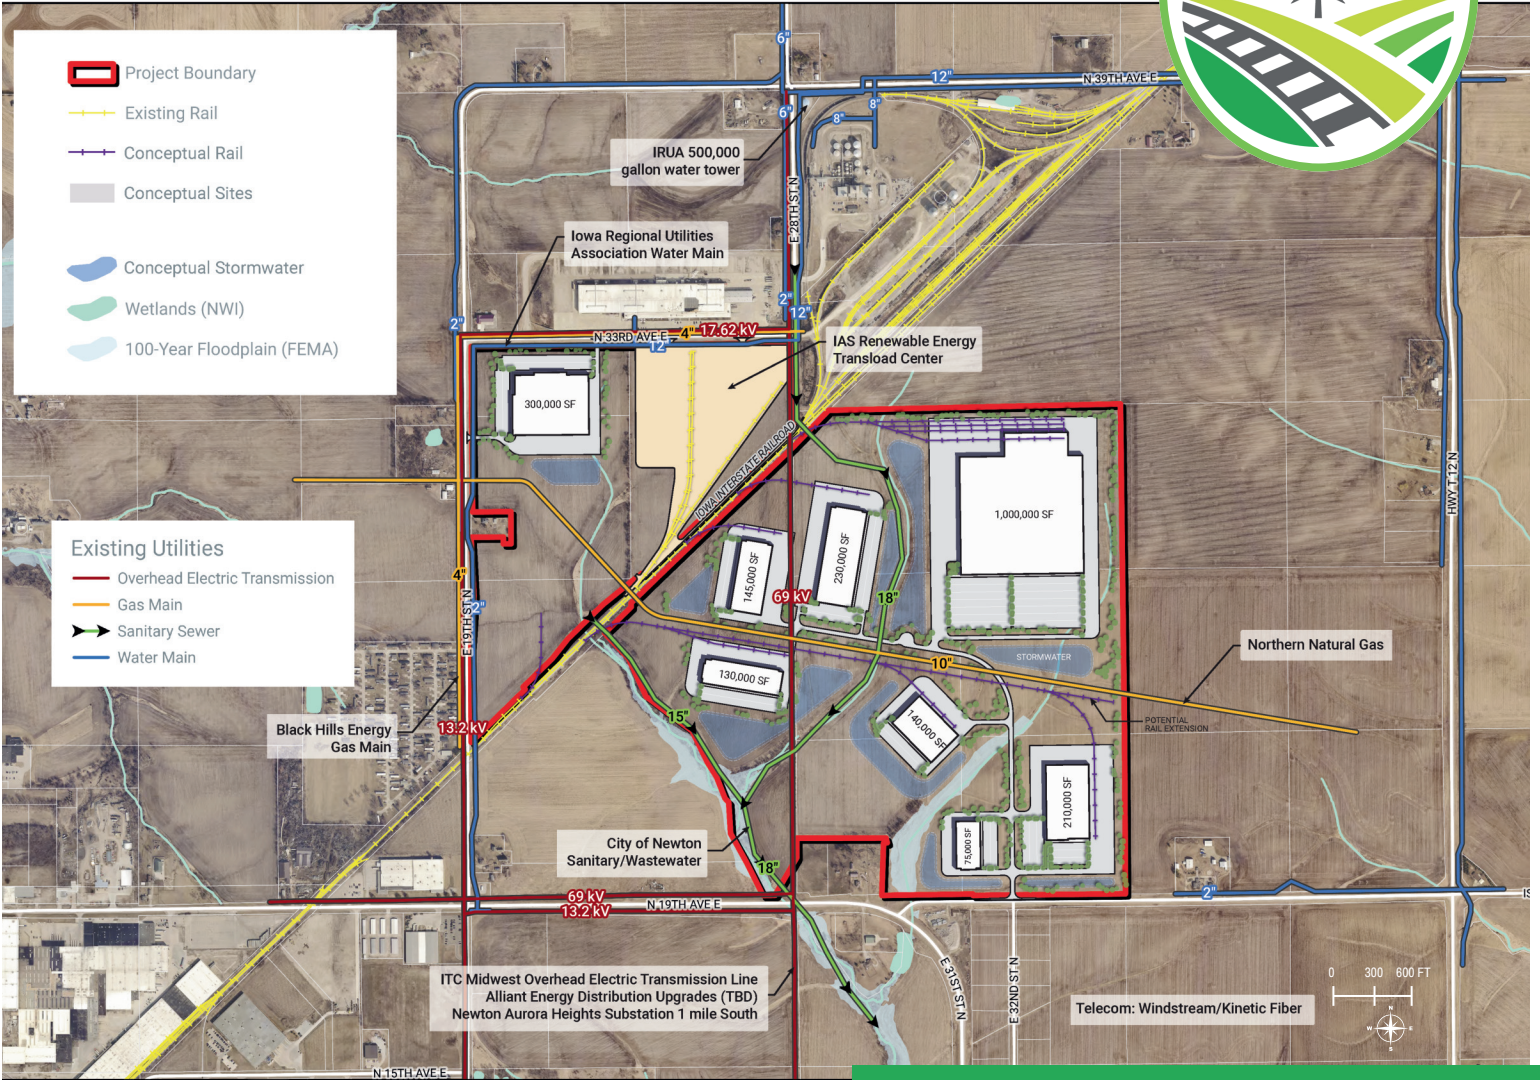 Project Boundary
Existing Rail
Conceptual Rail
Conceptual Sites
Conceptual Stormwater
Wetlands (NWI)
100-Year Floodplain (FEMA)
6"
12"
N 39TH AVE E
6"
8"
8"
IRUA 500,000
gallon water tower
E 28TH ST N
Iowa Regional Utilities
Association Water Main
2"
12"
2"
N 33RD AVE E
4"
17.62 kV
12
IAS Renewable Energy
Transload Center
300,000 SF
IOWA INTERSTATE RAILROAD
1,000,000 SF
HWY T 12 N
Existing Utilities
Overhead Electric Transmission
Gas Main
Sanitary Sewer
Water Main
4"
2"
E 19TH ST N
145,000 SF
230,000 SF
69 kV
18"
Northern Natural Gas
STORMWATER
10"
130,000 SF
15"
140,000 SF
POTENTIAL
RAIL EXTENSION
Black Hills Energy
Gas Main
13.2 kV
210,000 SF
75,000 SF
City of Newton
Sanitary/Wastewater
18"
69 kV
13.2 kV
N 19TH AVE E
2"
IS
E 31ST ST N
E 32ND ST N
ITC Midwest Overhead Electric Transmission Line
Alliant Energy Distribution Upgrades (TBD)
Newton Aurora Heights Substation 1 mile South
Telecom: Windstream/Kinetic Fiber
0 300 600 FT
N
W E
S
N 15TH AVE E